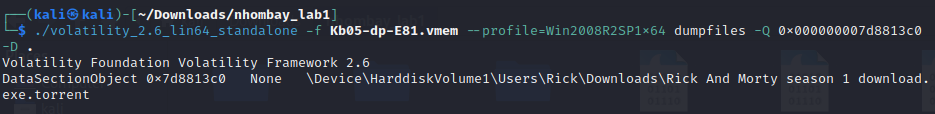 ┌──(kali㉿kali)-[~/Downloads/nhombay_lab1]
└─$ ./volatility_2.6_lin64_standalone -f Kb05-dp-E81.vmem --profile=Win2008R2SP1×64 dumpfiles -Q 0×000000007d8813c0
-D .
Volatility Foundation Volatility Framework 2.6
DataSectionObject 0×7d8813c0   None   \Device\HarddiskVolume1\Users\Rick\Downloads\Rick And Morty season 1 download.
exe.torrent